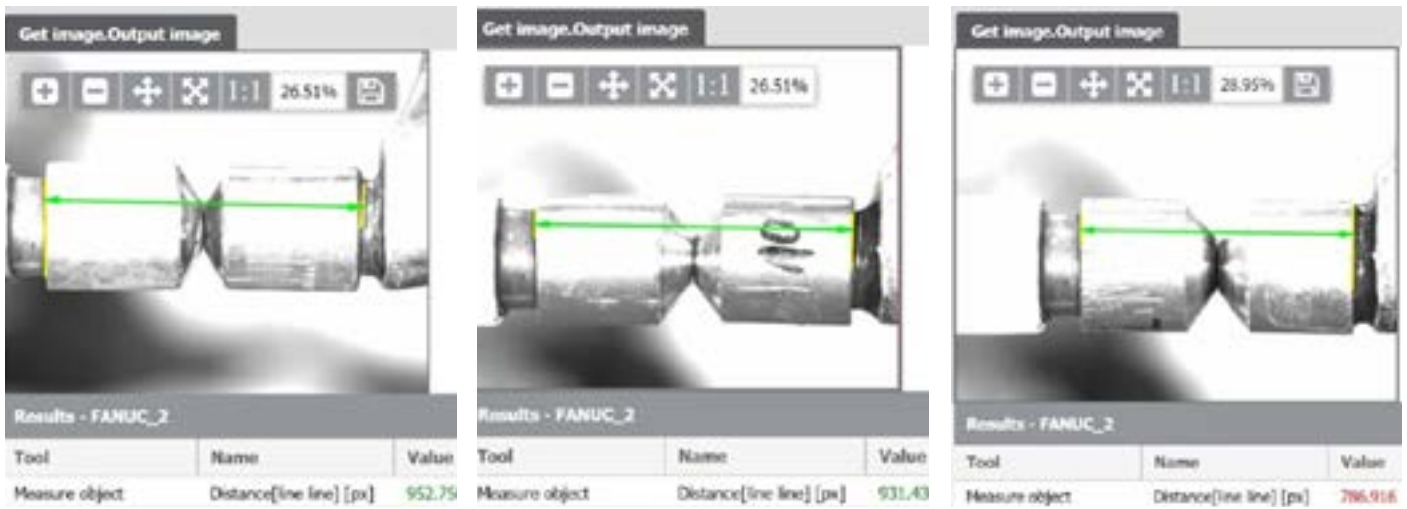 Get image.Output image
1:1 26.51%
Results - FANUC_2
Tool Name Value
Measure object Distance[line line] [px] 952.75
Get image.Output image
1:1 26.51%
10
Results - FANUC_2
Tool Name Value
Measure object Distance[line line] [px] 931.43
Get image.Output image
1:1 28.95%
Results - FANUC_2
Tool Name Value
Measure object Distance[line line] [px] 786.916